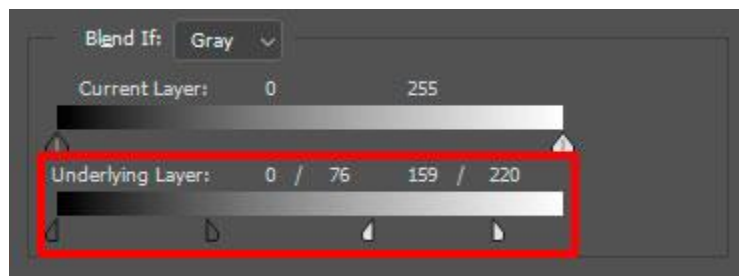 Blend If: Gray
Current Layer: 0 255
Underlying Layer: 0 / 76 159 / 220